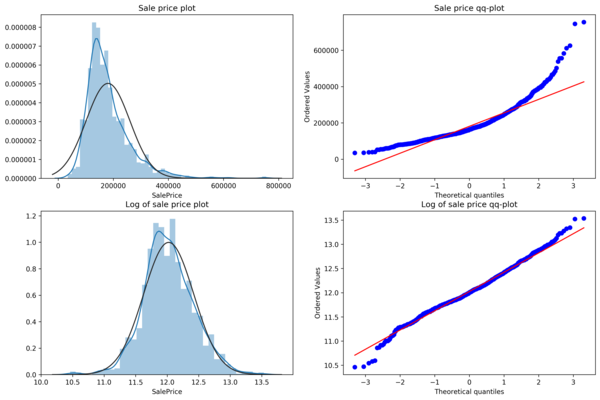 Sale price plot
0.000008
0.000007
0.000006
0.000005
0.000004
0.000003
0.000002
0.000001
0.000000
0 200000 400000 600000 800000
SalePrice
Sale price qq-plot
Ordered Values
600000
400000
200000
0
−3 −2 −1 0 1 2 3
Theoretical quantiles
Log of sale price plot
1.2
1.0
0.8
0.6
0.4
0.2
0.0
10.0 10.5 11.0 11.5 12.0 12.5 13.0 13.5
SalePrice
Log of sale price qq-plot
Ordered Values
13.5
13.0
12.5
12.0
11.5
11.0
10.5
−3 −2 −1 0 1 2 3
Theoretical quantiles